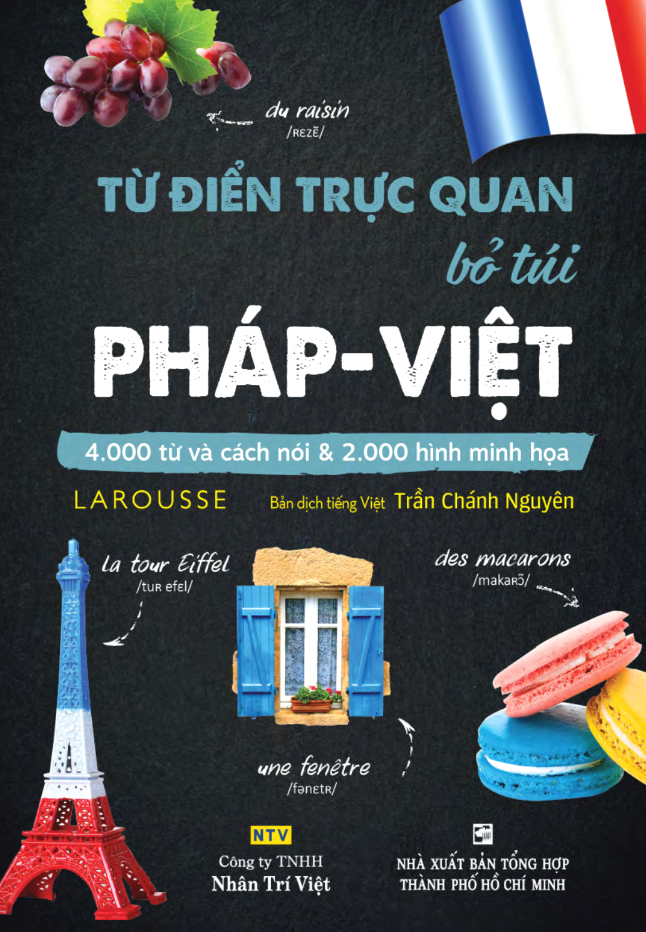 du raisin
/ʀɛzɛ̃/
TỪ ĐIỂN TRỰC QUAN
bỏ túi
PHÁP-VIỆT
4.000 từ và cách nói & 2.000 hình minh họa
LAROUSSE Bản dịch tiếng Việt Trần Chánh Nguyên
la tour Eiffel
/tuʀ efɛl/
des macarons
/makaʀɔ̃/
une fenêtre
/fənɛtʀ/
NTV
Công ty TNHH
Nhân Trí Việt
NHÀ XUẤT BẢN TỔNG HỢP
THÀNH PHỐ HỒ CHÍ MINH